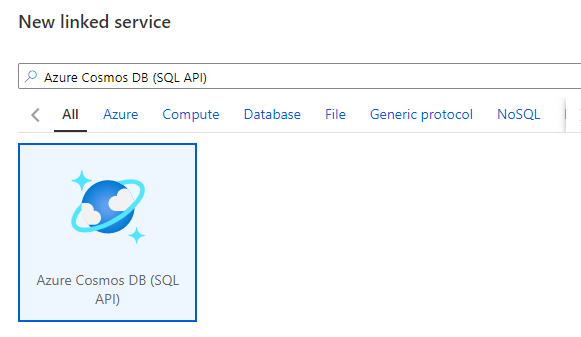 New linked service
Azure Cosmos DB (SQL API)
All Azure Compute Database File Generic protocol NoSQL
Azure Cosmos DB (SQL
API)